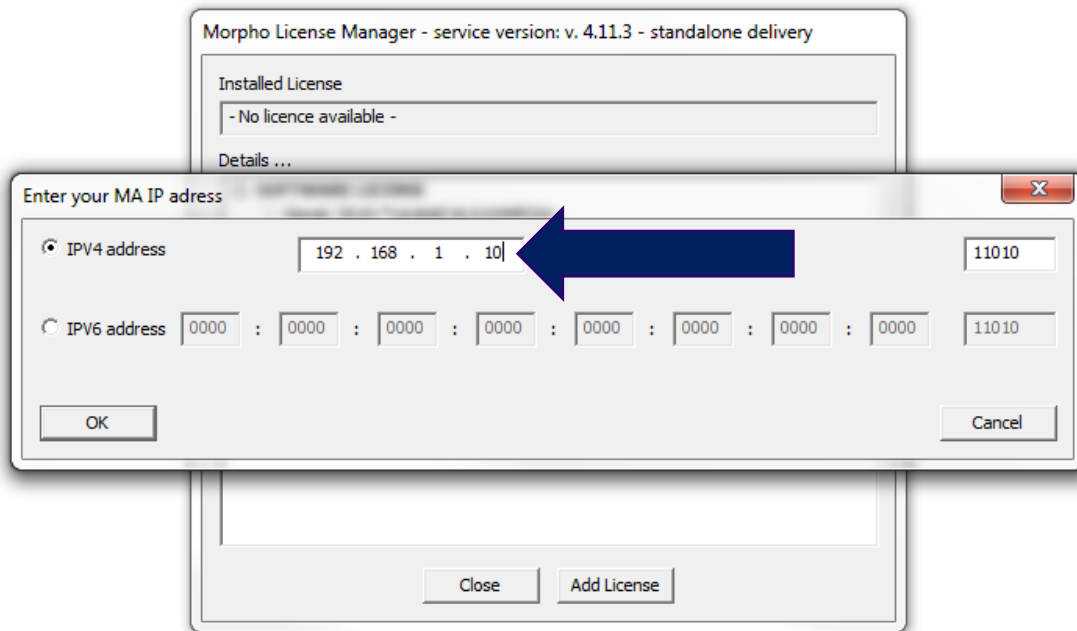 Morpho License Manager - service version: v. 4.11.3 - standalone delivery
Installed License
- No licence available -
Details ...
Enter your MA IP adress
IPV4 address 192 . 168 . 1 . 10 11010
IPV6 address 0000 : 0000 : 0000 : 0000 : 0000 : 0000 : 0000 : 0000 11010
OK Cancel
Close Add License